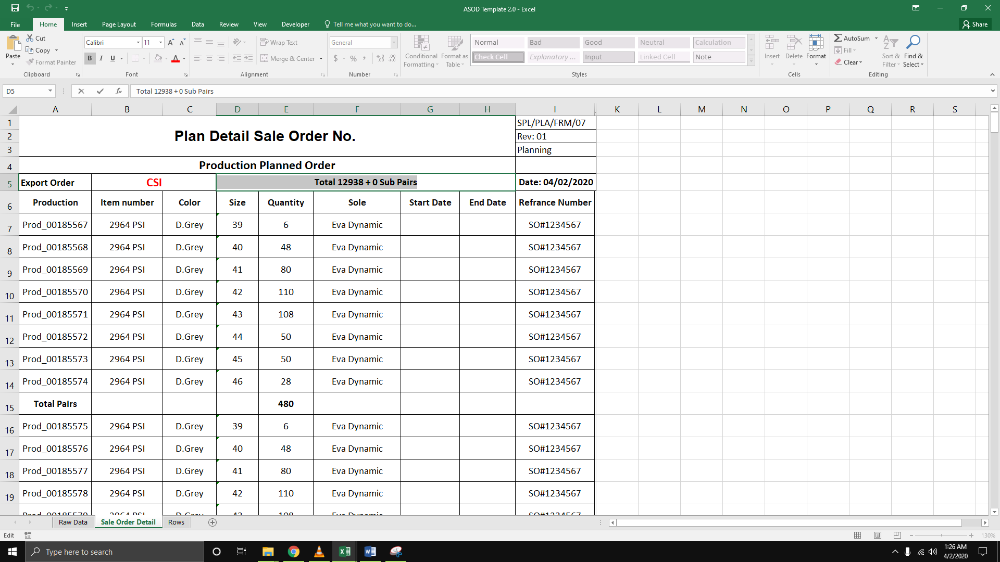 ASOD Template 2.0 - Excel
File Home Insert Page Layout Formulas Data Review View Developer Tell me what you want to do... Share
Paste Cut Copy Format Painter Clipboard
Calibri 11 B I U A Font
Wrap Text Merge & Center Alignment
General $ % Number
Conditional Formatting Format as Table
Normal Bad Good Neutral Calculation
Check Cell Explanatory ... Input Linked Cell Note
Styles
Insert Delete Format Cells
AutoSum Fill Clear Sort & Filter Find & Select Editing
D5 fx Total 12938 + 0 Sub Pairs
A B C D E F G H I K L M N O P Q R S
1 Plan Detail Sale Order No. SPL/PLA/FRM/07
2 Rev: 01
3 Planning
4 Production Planned Order
5 Export Order CSI Total 12938 + 0 Sub Pairs Date: 04/02/2020
6 Production Item number Color Size Quantity Sole Start Date End Date Refrance Number
7 Prod_00185567 2964 PSI D.Grey 39 6 Eva Dynamic SO#1234567
8 Prod_00185568 2964 PSI D.Grey 40 48 Eva Dynamic SO#1234567
9 Prod_00185569 2964 PSI D.Grey 41 80 Eva Dynamic SO#1234567
10 Prod_00185570 2964 PSI D.Grey 42 110 Eva Dynamic SO#1234567
11 Prod_00185571 2964 PSI D.Grey 43 108 Eva Dynamic SO#1234567
12 Prod_00185572 2964 PSI D.Grey 44 50 Eva Dynamic SO#1234567
13 Prod_00185573 2964 PSI D.Grey 45 50 Eva Dynamic SO#1234567
14 Prod_00185574 2964 PSI D.Grey 46 28 Eva Dynamic SO#1234567
15 Total Pairs 480
16 Prod_00185575 2964 PSI D.Grey 39 6 Eva Dynamic SO#1234567
17 Prod_00185576 2964 PSI D.Grey 40 48 Eva Dynamic SO#1234567
18 Prod_00185577 2964 PSI D.Grey 41 80 Eva Dynamic SO#1234567
19 Prod_00185578 2964 PSI D.Grey 42 110 Eva Dynamic SO#1234567
Prod_00185579 2964 PSI D.Grey 43 108 Eva Dynamic SO#1234567
Raw Data Sale Order Detail Rows
Edit 130%
Type here to search 1:26 AM
4/2/2020